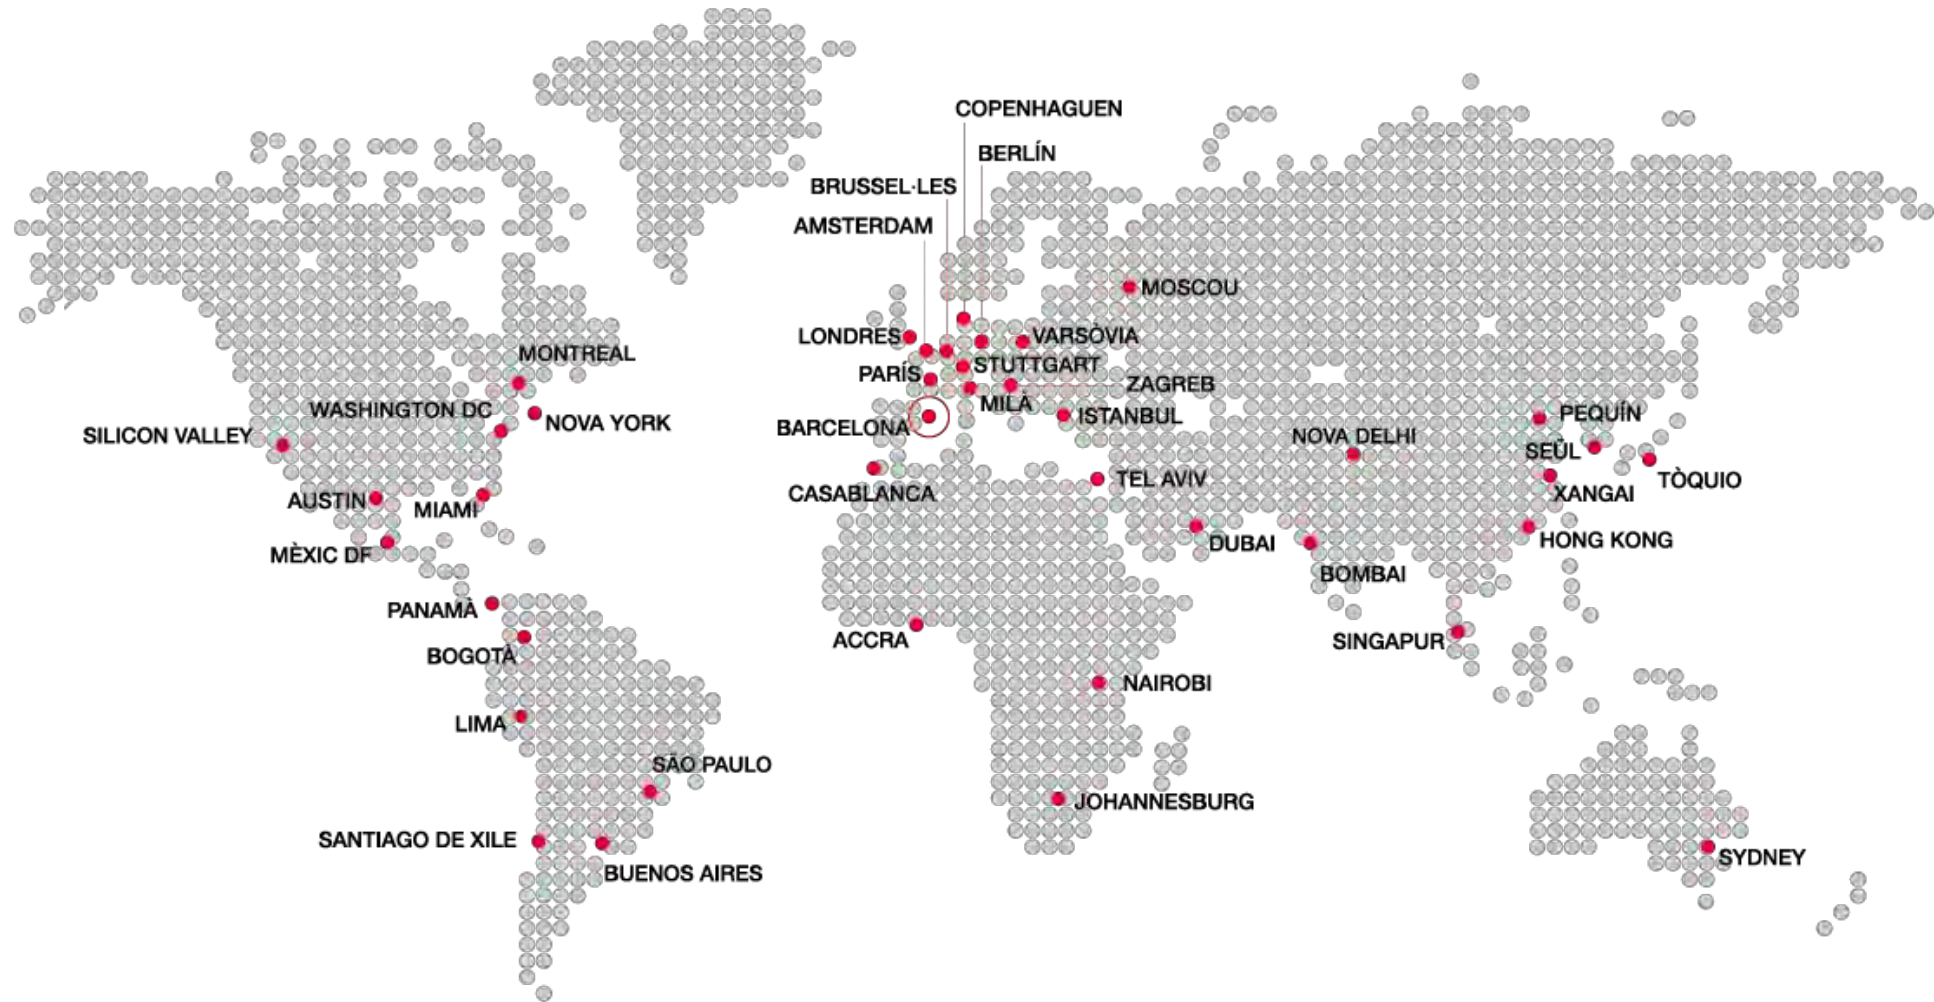 COPENHAGUEN
BERLÍN
BRUSSEL·LES
AMSTERDAM
MOSCOU
LONDRES
VARSÒVIA
MONTREAL
STUTTGART
PARÍS
ZAGREB
MILÀ
WASHINGTON DC
NOVA YORK
BARCELONA
ISTANBUL
PEQUÍN
SILICON VALLEY
NOVA DELHI
SEÜL
TEL AVIV
TÒQUIO
CASABLANCA
XANGAI
AUSTIN
MIAMI
HONG KONG
DUBAI
MÈXIC DF
BOMBAI
PANAMÀ
ACCRA
SINGAPUR
BOGOTÀ
NAIROBI
LIMA
SÃO PAULO
JOHANNESBURG
SANTIAGO DE XILE
SYDNEY
BUENOS AIRES